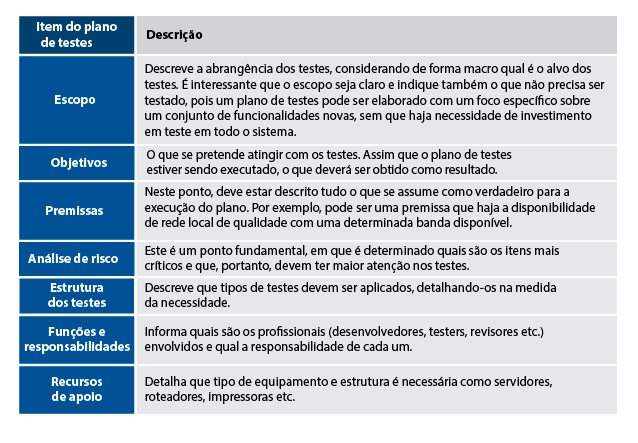 Item do plano
de testes
Descrição
Escopo
Descreve a abrangência dos testes, considerando de forma macro qual é o alvo dos
testes. É interessante que o escopo seja claro e indique também o que não precisa ser
testado, pois um plano de testes pode ser elaborado com um foco específico sobre
um conjunto de funcionalidades novas, sem que haja necessidade de investimento
em teste em todo o sistema.
Objetivos
O que se pretende atingir com os testes. Assim que o plano de testes
estiver sendo executado, o que deverá ser obtido como resultado.
Premissas
Neste ponto, deve estar descrito tudo o que se assume como verdadeiro para a
execução do plano. Por exemplo, pode ser uma premissa que haja a disponibilidade
de rede local de qualidade com uma determinada banda disponível.
Análise de risco
Este é um ponto fundamental, em que é determinado quais são os itens mais
críticos e que, portanto, devem ter maior atenção nos testes.
Estrutura
dos testes
Descreve que tipos de testes devem ser aplicados, detalhando-os na medida
da necessidade.
Funções e
responsabilidades
Informa quais são os profissionais (desenvolvedores, testers, revisores etc.)
envolvidos e qual a responsabilidade de cada um.
Recursos
de apoio
Detalha que tipo de equipamento e estrutura é necessária como servidores,
roteadores, impressoras etc.